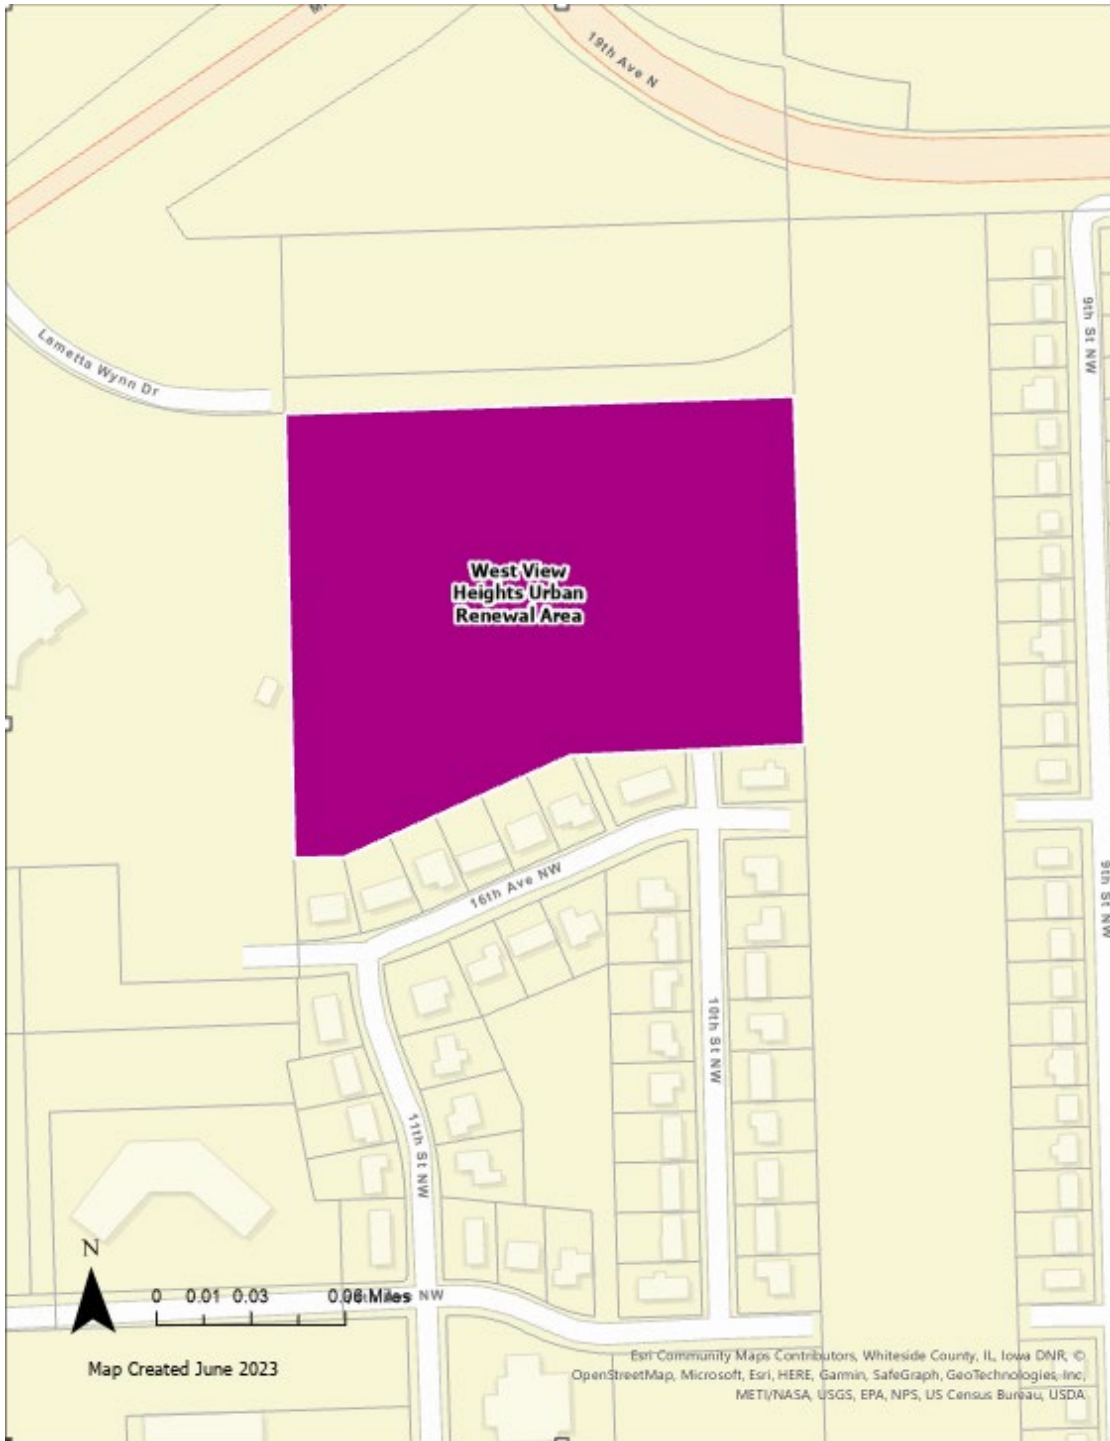 19th Ave N
Lametta Wynn Dr
9th St NW
West View
Heights Urban
Renewal Area
16th Ave NW
9th St NW
10th St NW
11th St NW
N
0 0.01 0.03 0.06 Miles
NW
Map Created June 2023
Esri Community Maps Contributors, Whiteside County, IL, Iowa DNR, ©
OpenStreetMap, Microsoft, Esri, HERE, Garmin, SafeGraph, GeoTechnologies, Inc,
METI/NASA, USGS, EPA, NPS, US Census Bureau, USDA